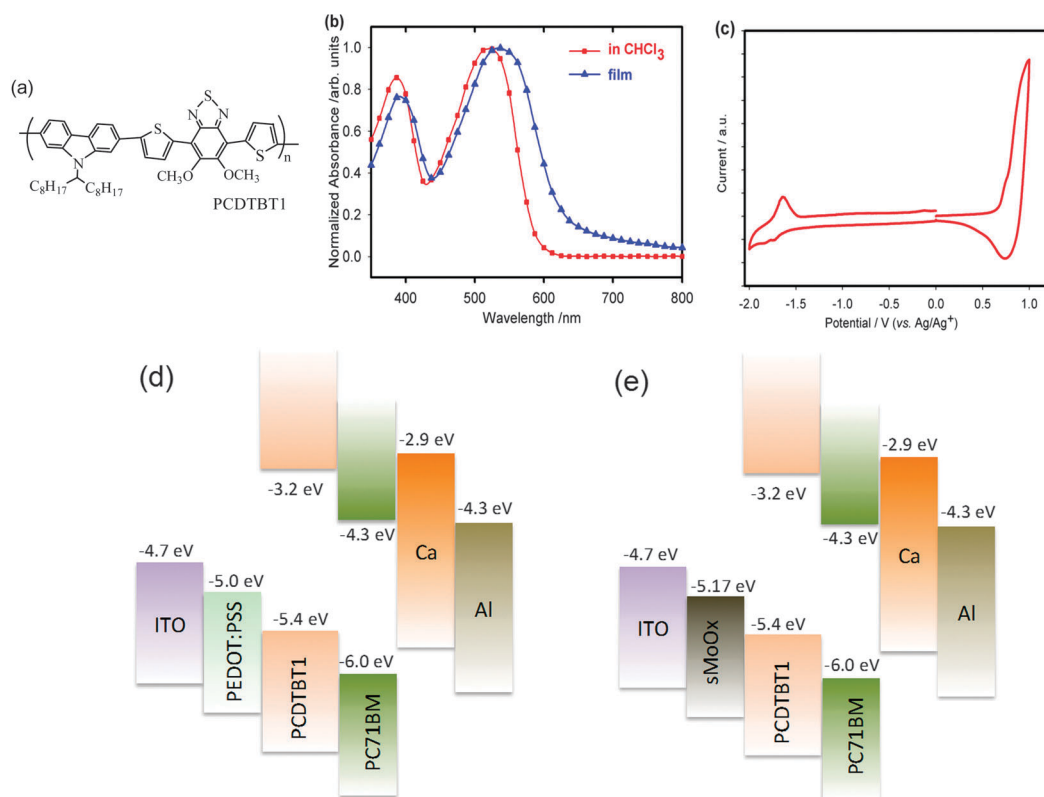 (a)
S
N
N
S
S
N
n
CH3O
OCH3
C8H17
C8H17
PCDTBT1
(b)
Normalized Absorbance /arb. units
1.0
0.8
0.6
0.4
0.2
0.0
in CHCl3
film
400
500
600
700
800
Wavelength /nm
(c)
Current / a.u.
-2.0
-1.5
-1.0
-0.5
0.0
0.5
1.0
Potential / V (vs. Ag/Ag+)
(d)
-3.2 eV
-4.3 eV
-2.9 eV
-4.3 eV
-4.7 eV
-5.0 eV
-5.4 eV
-6.0 eV
ITO
PEDOT:PSS
PCDTBT1
PC71BM
Ca
Al
(e)
-3.2 eV
-4.3 eV
-2.9 eV
-4.3 eV
-4.7 eV
-5.17 eV
-5.4 eV
-6.0 eV
ITO
sMoOx
PCDTBT1
PC71BM
Ca
Al